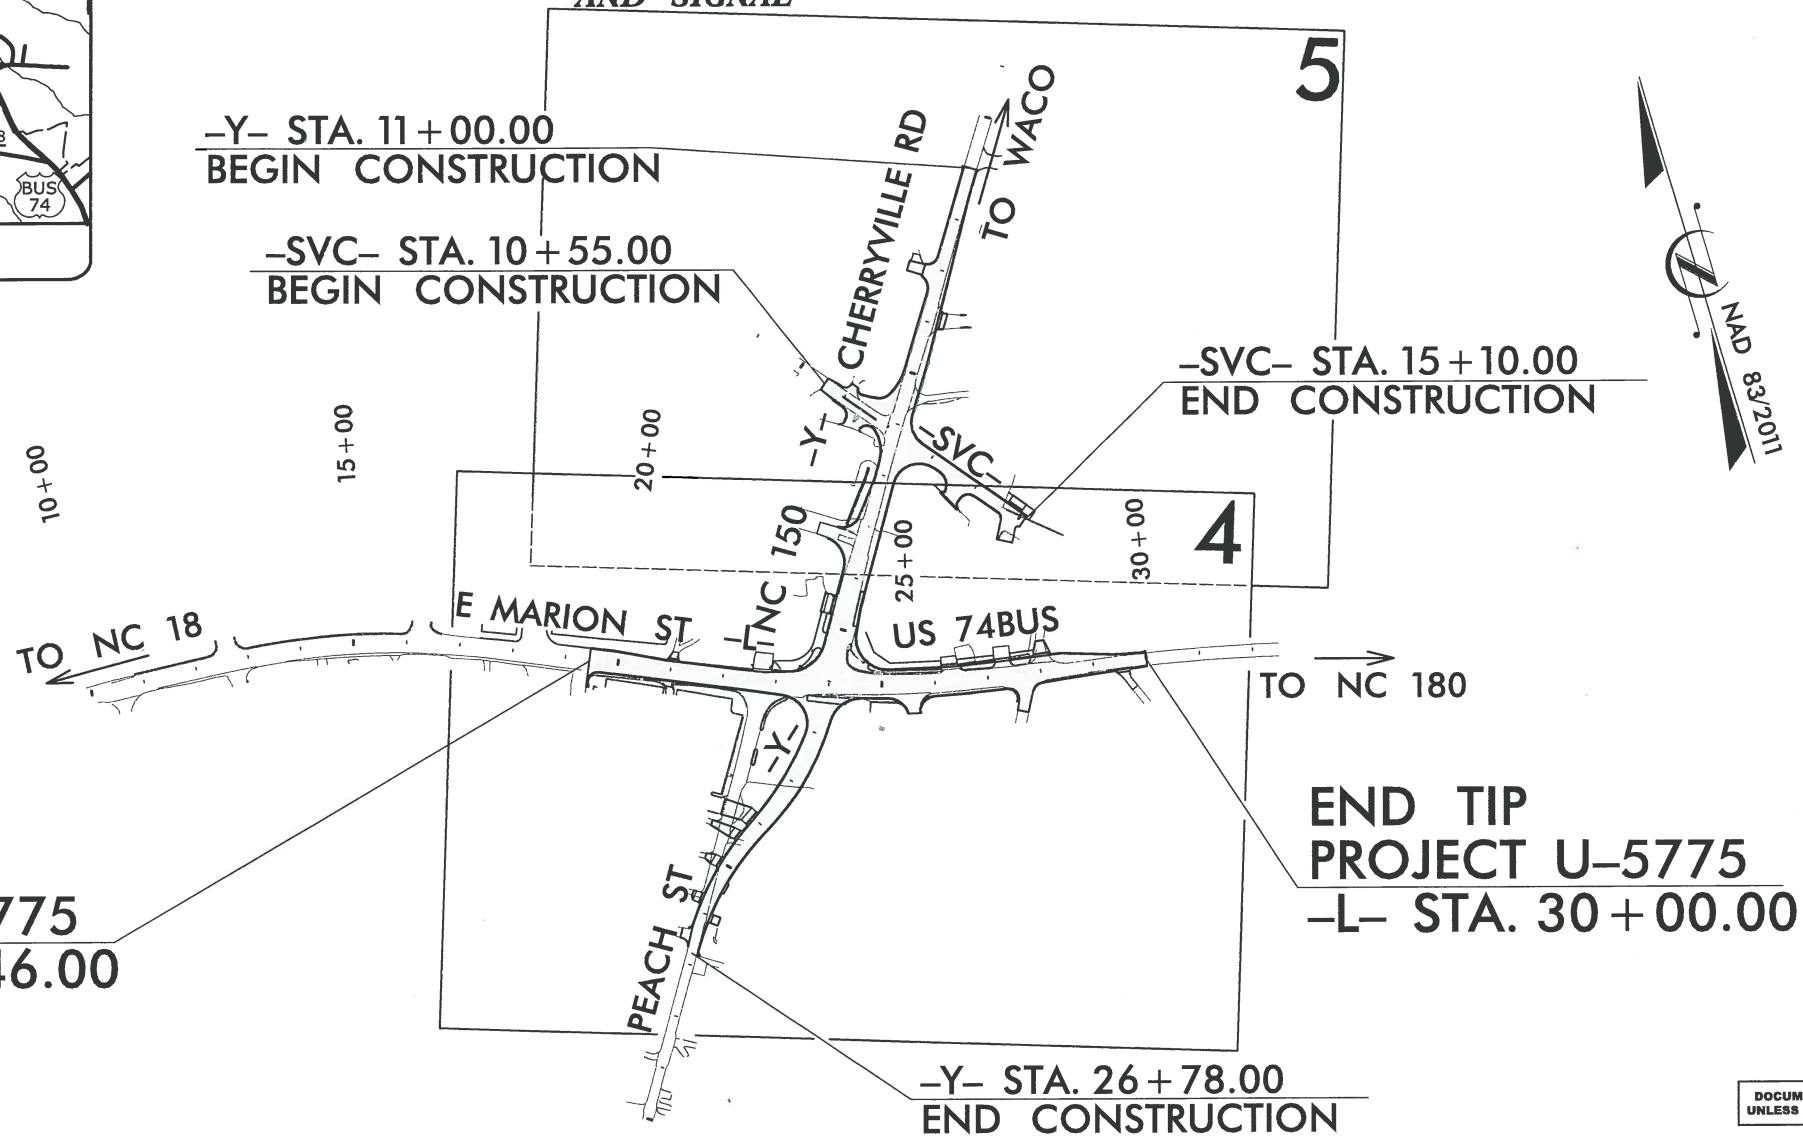 AND SIGNAL
5
–Y– STA. 11+00.00
BEGIN CONSTRUCTION
BUS
74
CHERRYVILLE RD
TO WACO
–SVC– STA. 10+55.00
BEGIN CONSTRUCTION
NAD 83/2011
–SVC– STA. 15+10.00
END CONSTRUCTION
–Y–
–SVC–
10+00
15+00
20+00
25+00
30+00
4
NC 150
E MARION ST
–L–
US 74BUS
TO NC 18
TO NC 180
–Y–
END TIP
PROJECT U–5775
–L– STA. 30+00.00
775
46.00
PEACH ST
–Y– STA. 26+78.00
END CONSTRUCTION
DOCUM
UNLESS